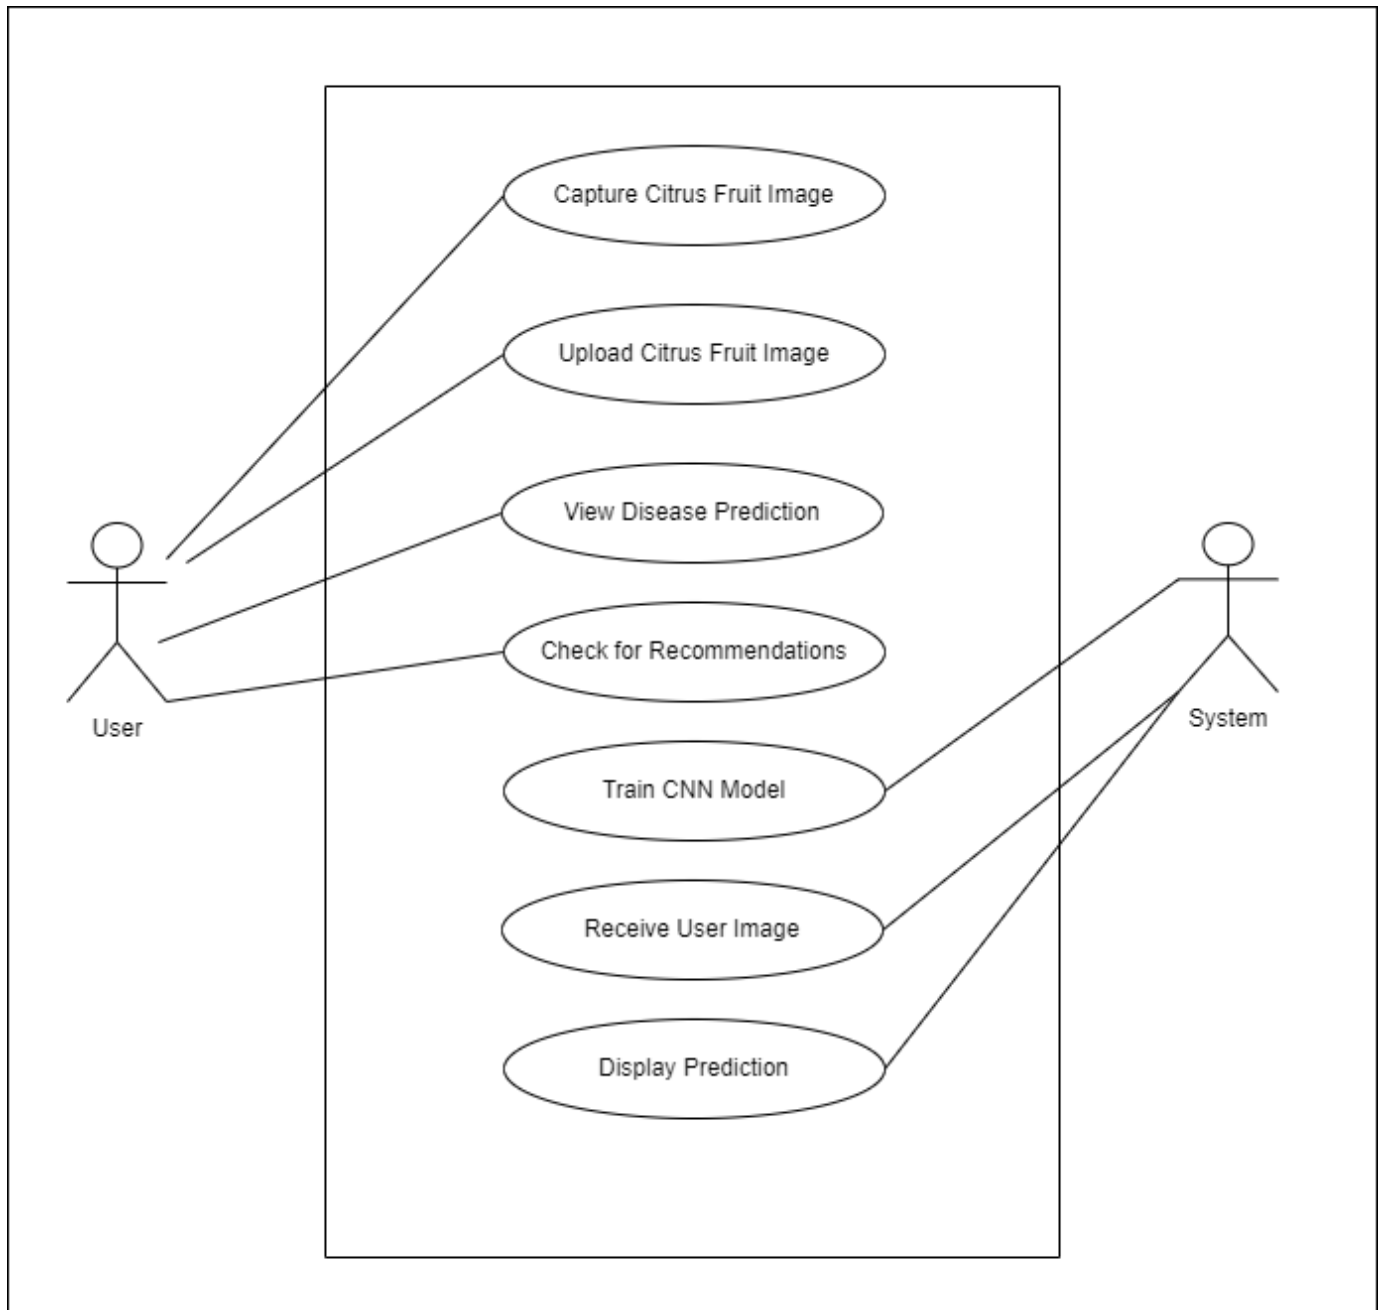 Capture Citrus Fruit Image
Upload Citrus Fruit Image
View Disease Prediction
Check for Recommendations
User
System
Train CNN Model
Receive User Image
Display Prediction